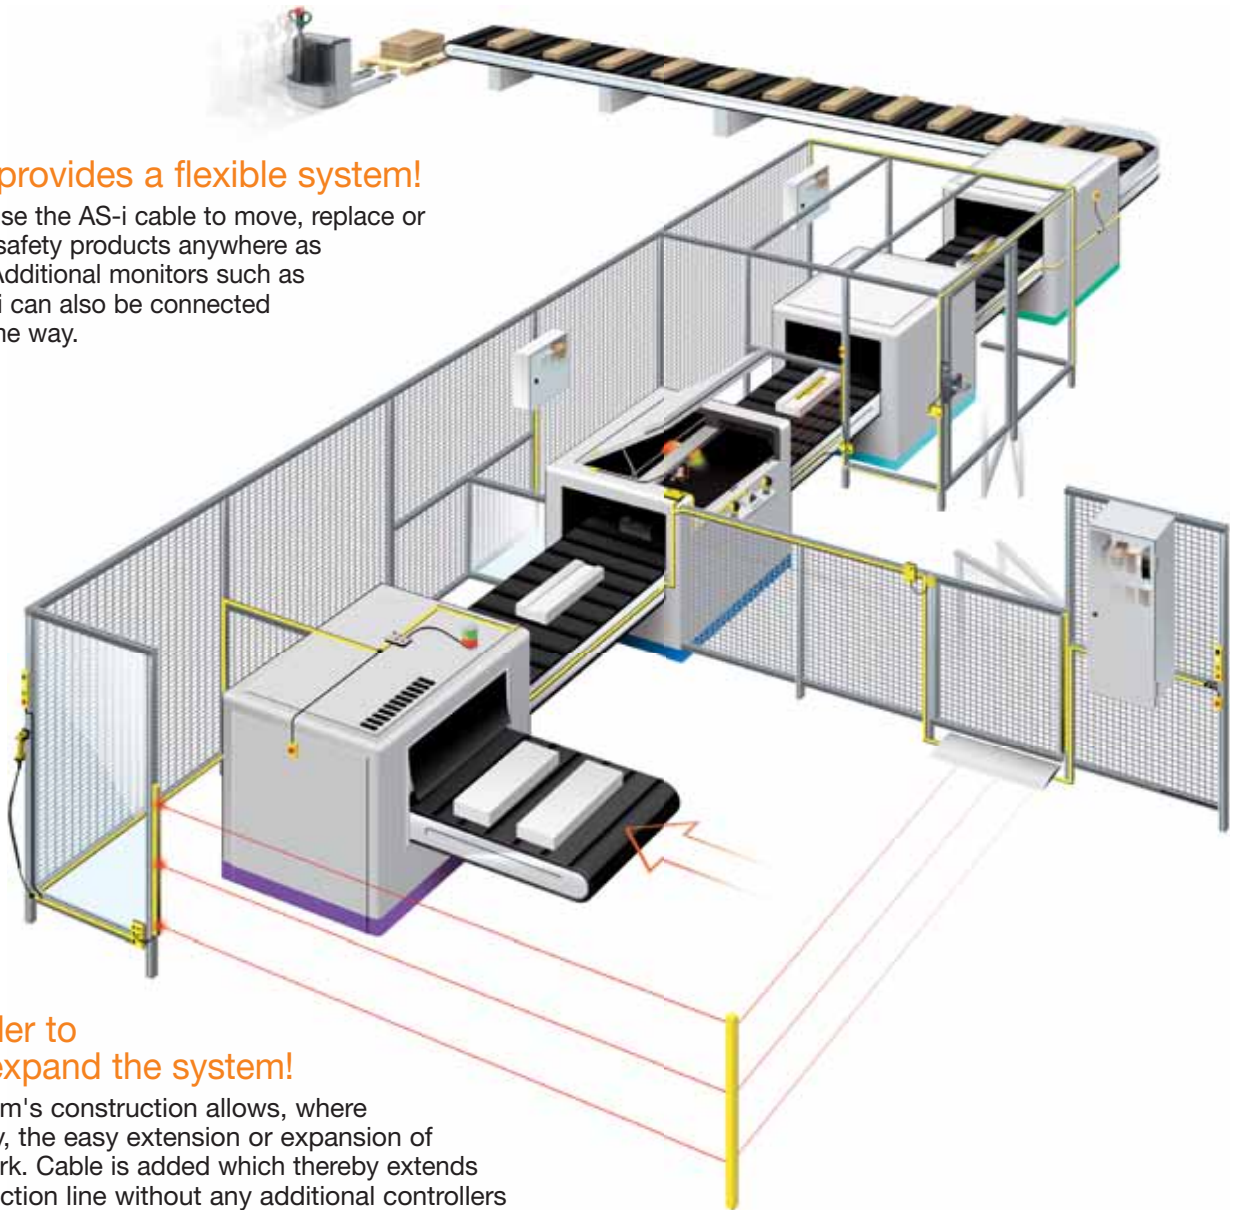 provides a flexible system!
se the AS-i cable to move, replace or
safety products anywhere as
Additional monitors such as
i can also be connected
ne way.
ler to
expand the system!
m's construction allows, where
y, the easy extension or expansion of
rk. Cable is added which thereby extends
ction line without any additional controllers